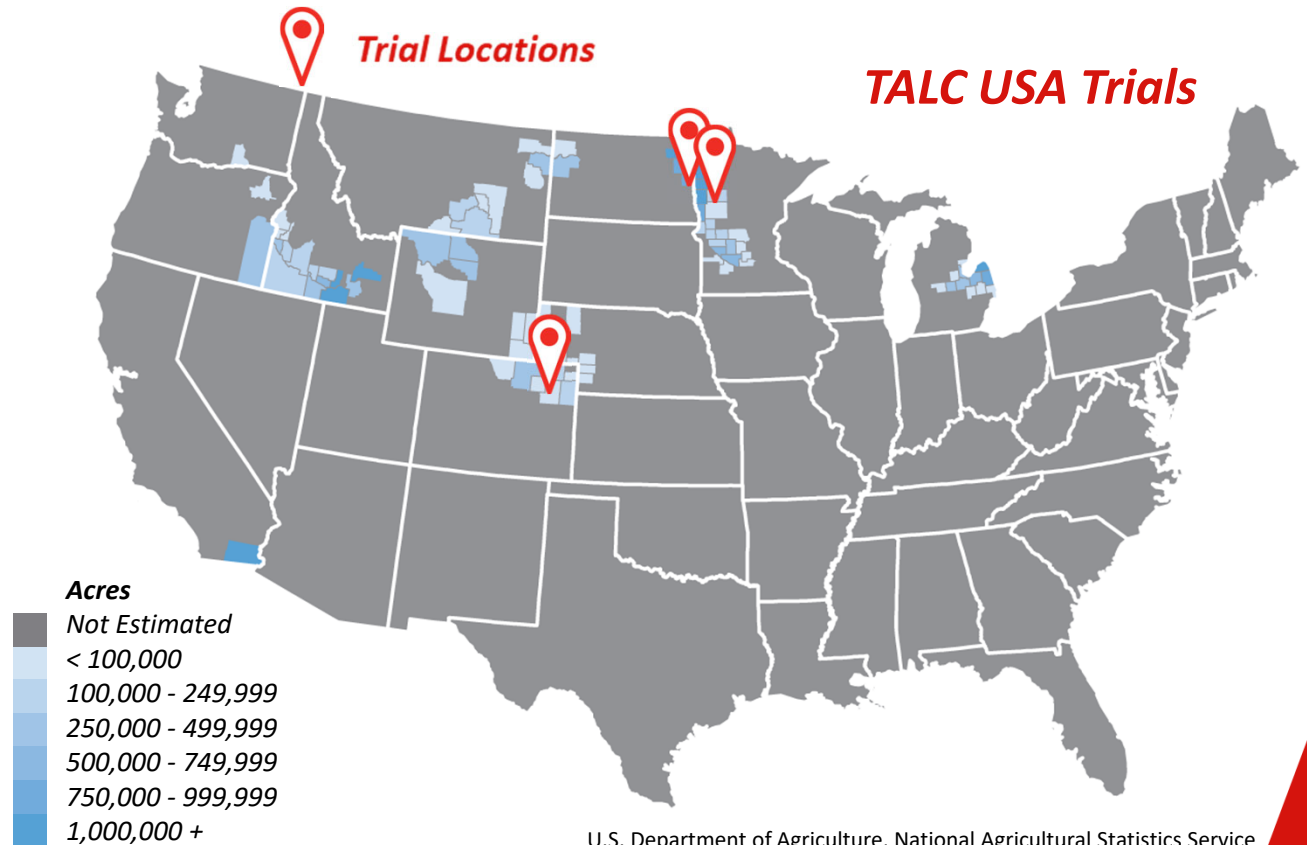 Trial Locations
TALC USA Trials
Acres
Not Estimated
< 100,000
100,000 - 249,999
250,000 - 499,999
500,000 - 749,999
750,000 - 999,999
1,000,000 +
U.S. Department of Agriculture, National Agricultural Statistics Service